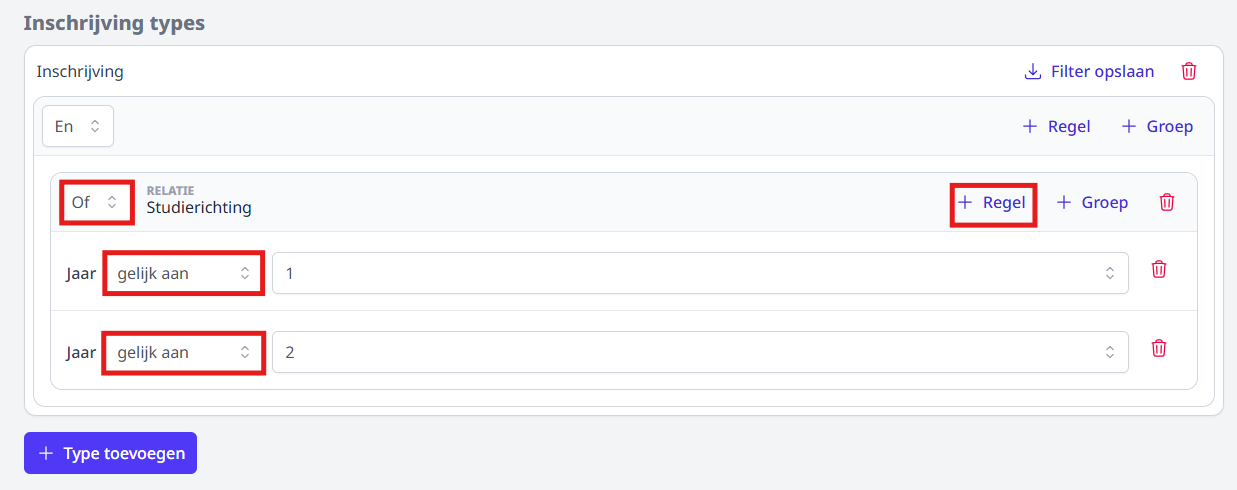 Inschrijving types
Inschrijving
Filter opslaan
En
Regel
Groep
Of
RELATIE
Studierichting
Regel
Groep
Jaar gelijk aan 1
Jaar gelijk aan 2
Type toevoegen